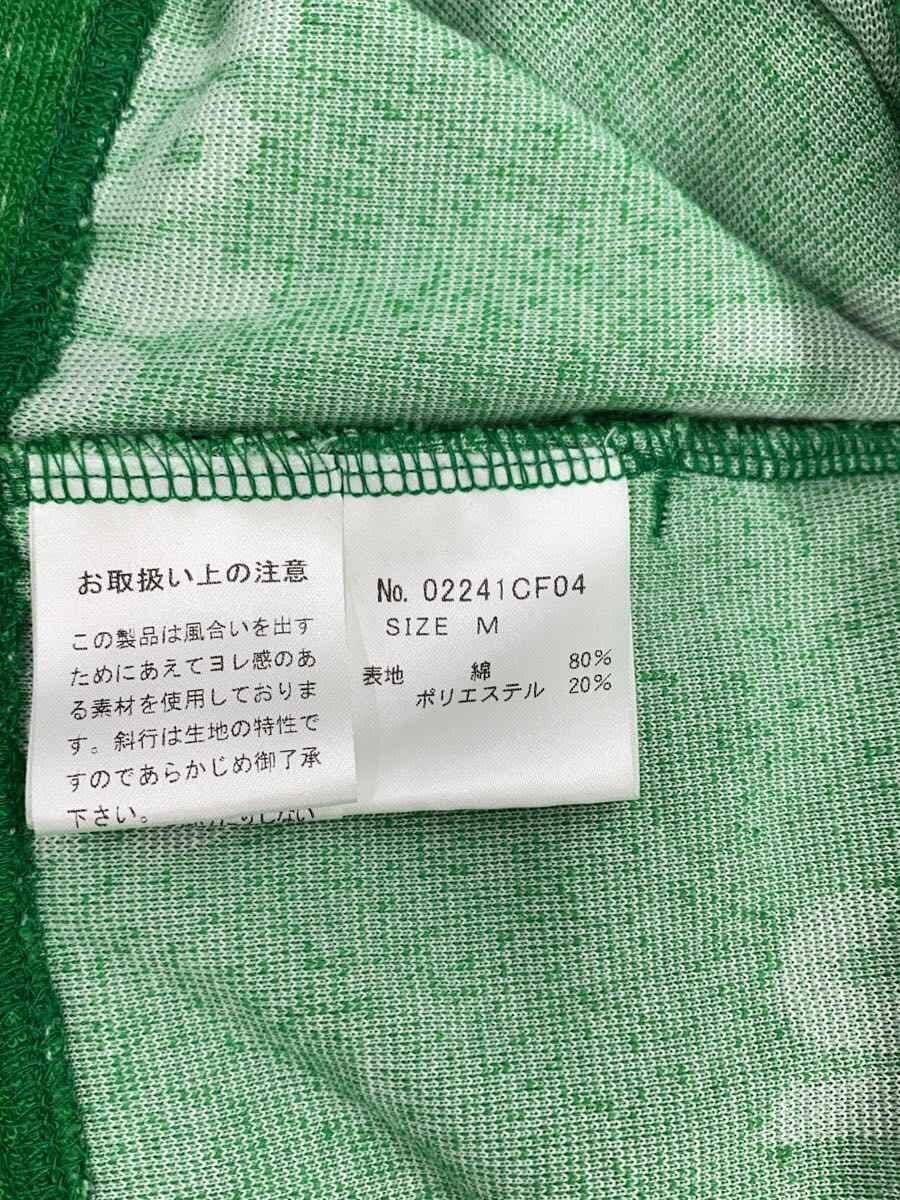 お取扱い上の注意
この製品は風合いを出す
ためにあえてヨレ感のあ
る素材を使用しておりま
す。斜行は生地の特性で
すのであらかじめ御了承
下さい。
しない
No. 02241CF04
SIZE M
表地 綿 80%
ポリエステル 20%